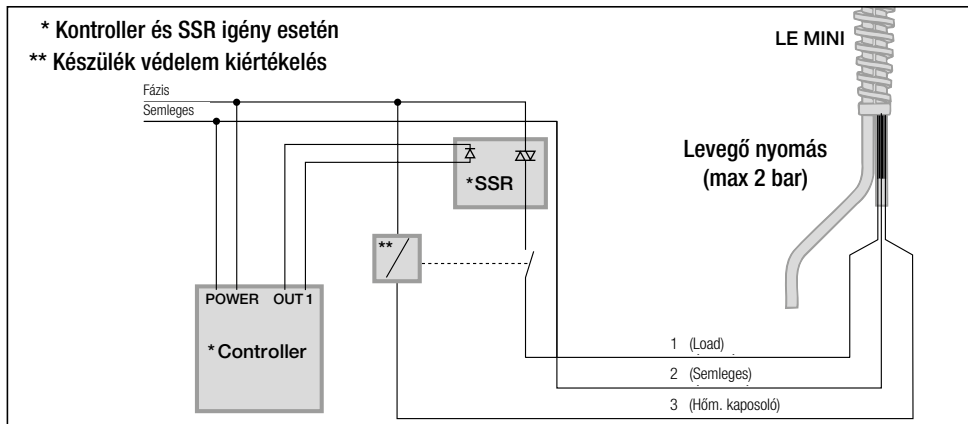 * Kontroller és SSR igény esetén
** Készülék védelem kiértékelés
LE MINI
Fázis
Semleges
Levegő nyomás
(max 2 bar)
*SSR
**
POWER OUT 1
*Controller
1 (Load)
2 (Semleges)
3 (Hőm. kaposoló)